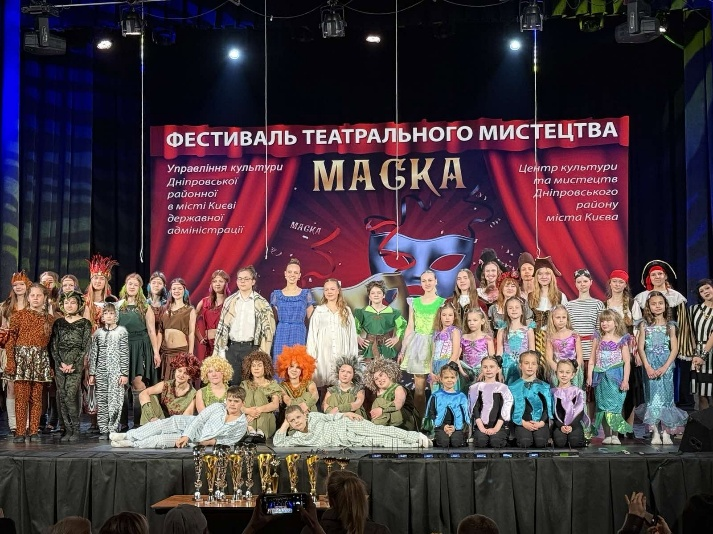 ФЕСТИВАЛЬ ТЕАТРАЛЬНОГО МИСТЕЦТВА
МАСКА
Управління культури
Дніпровської
районної
в місті Києві
державної
адміністрації
Центр культури
та мистецтв
Дніпровського
району
міста Києва
МАСКА